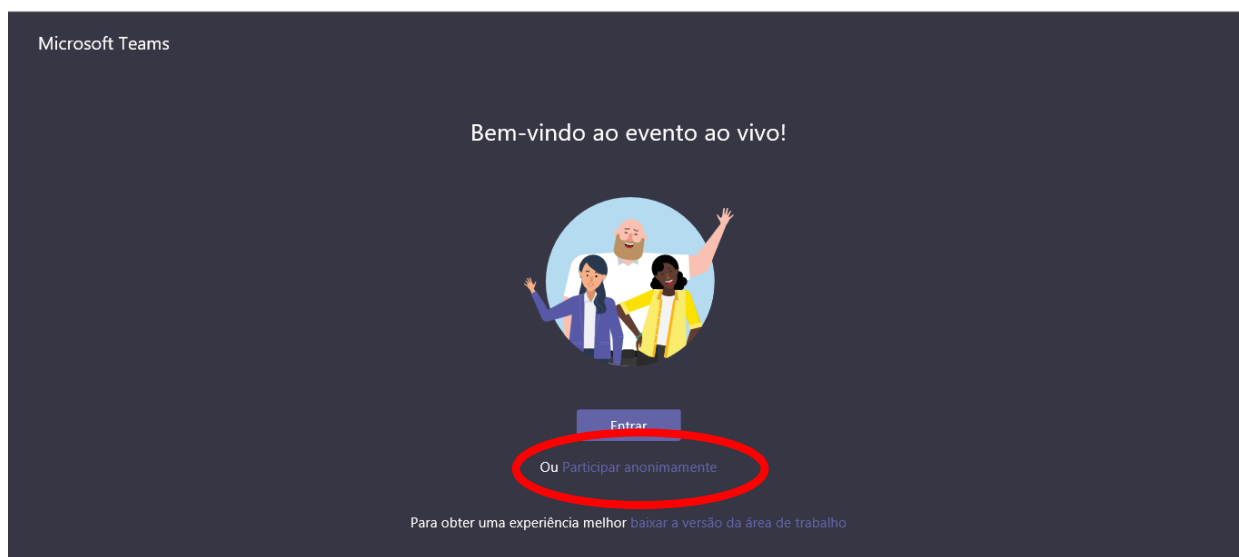 Microsoft Teams
Bem-vindo ao evento ao vivo!
Entrar
Ou Participar anonimamente
Para obter uma experiência melhor baixar a versão da área de trabalho